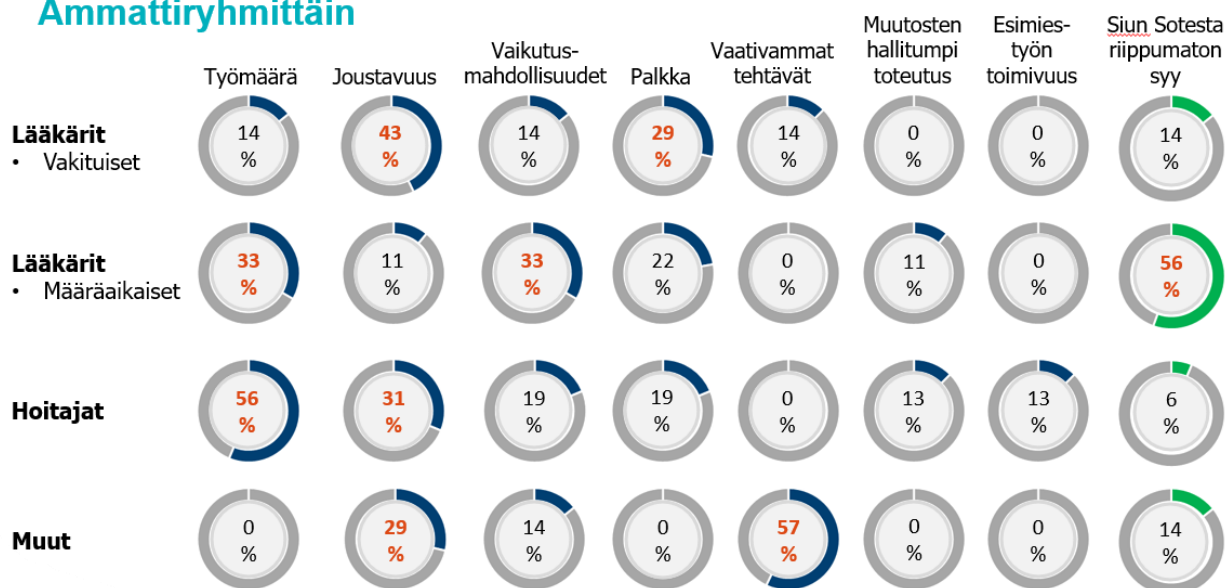 Ammattiryhmittäin
Työmäärä
Joustavuus
Vaikutus-
mahdollisuudet
Palkka
Vaativammat
tehtävät
Muutosten
hallitumpi
toteutus
Esimies-
työn
toimivuus
Siun Sotesta
riippumaton
syy
Lääkärit
• Vakituiset
14
%
43
%
14
%
29
%
14
%
0
%
0
%
14
%
Lääkärit
• Määräaikaiset
33
%
11
%
33
%
22
%
0
%
11
%
0
%
56
%
Hoitajat
56
%
31
%
19
%
19
%
0
%
13
%
13
%
6
%
Muut
0
%
29
%
14
%
0
%
57
%
0
%
0
%
14
%